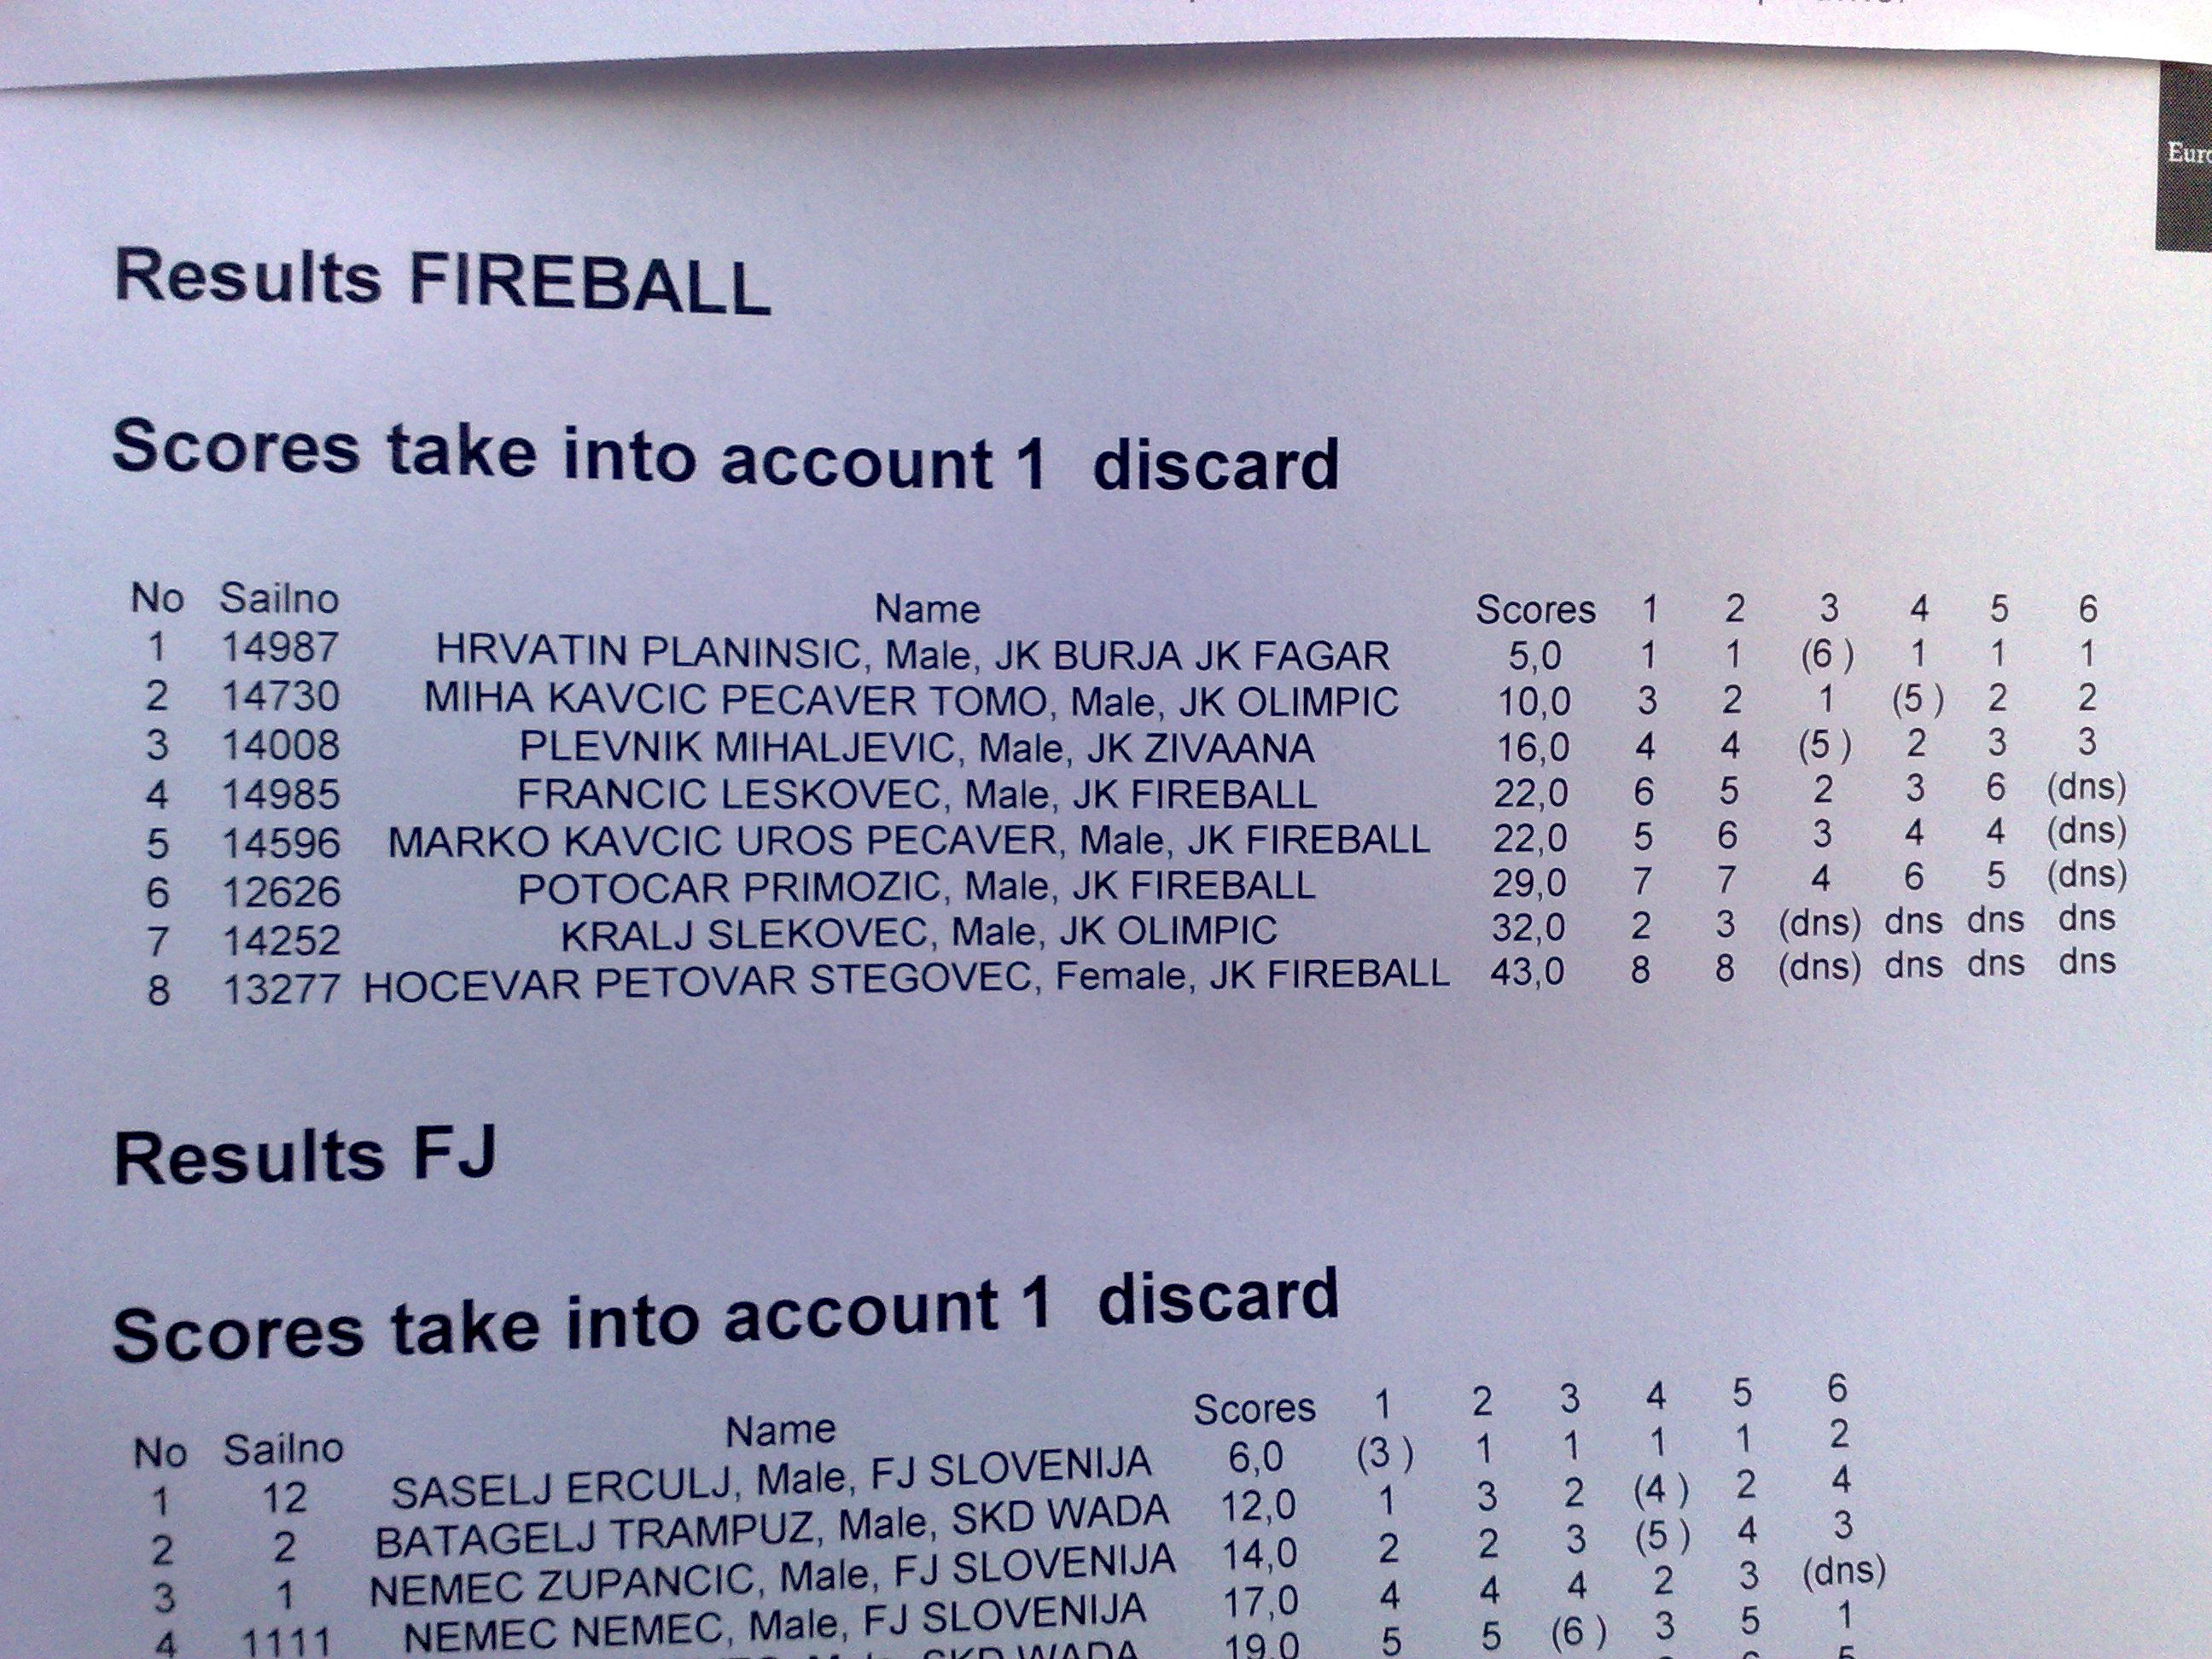 Euro
Results FIREBALL
Scores take into account 1 discard
No Sailno Name Scores 1 2 3 4 5 6
1 14987 HRVATIN PLANINSIC, Male, JK BURJA JK FAGAR 5,0 1 1 (6 ) 1 1 1
2 14730 MIHA KAVCIC PECAVER TOMO, Male, JK OLIMPIC 10,0 3 2 1 (5 ) 2 2
3 14008 PLEVNIK MIHALJEVIC, Male, JK ZIVAANA 16,0 4 4 (5 ) 2 3 3
4 14985 FRANCIC LESKOVEC, Male, JK FIREBALL 22,0 6 5 2 3 6 (dns)
5 14596 MARKO KAVCIC UROS PECAVER, Male, JK FIREBALL 22,0 5 6 3 4 4 (dns)
6 12626 POTOCAR PRIMOZIC, Male, JK FIREBALL 29,0 7 7 4 6 5 (dns)
7 14252 KRALJ SLEKOVEC, Male, JK OLIMPIC 32,0 2 3 (dns) dns dns dns
8 13277 HOCEVAR PETOVAR STEGOVEC, Female, JK FIREBALL 43,0 8 8 (dns) dns dns dns
Results FJ
Scores take into account 1 discard
No Sailno Name Scores 1 2 3 4 5 6
1 12 SASELJ ERCULJ, Male, FJ SLOVENIJA 6,0 (3 ) 1 1 1 1 2
2 2 BATAGELJ TRAMPUZ, Male, SKD WADA 12,0 1 3 2 (4 ) 2 4
3 1 NEMEC ZUPANCIC, Male, FJ SLOVENIJA 14,0 2 2 3 (5 ) 4 3
4 1111 NEMEC NEMEC, Male, FJ SLOVENIJA 17,0 4 4 4 2 3 (dns)
Male, SKD WADA 19,0 5 5 (6 ) 3 5 1